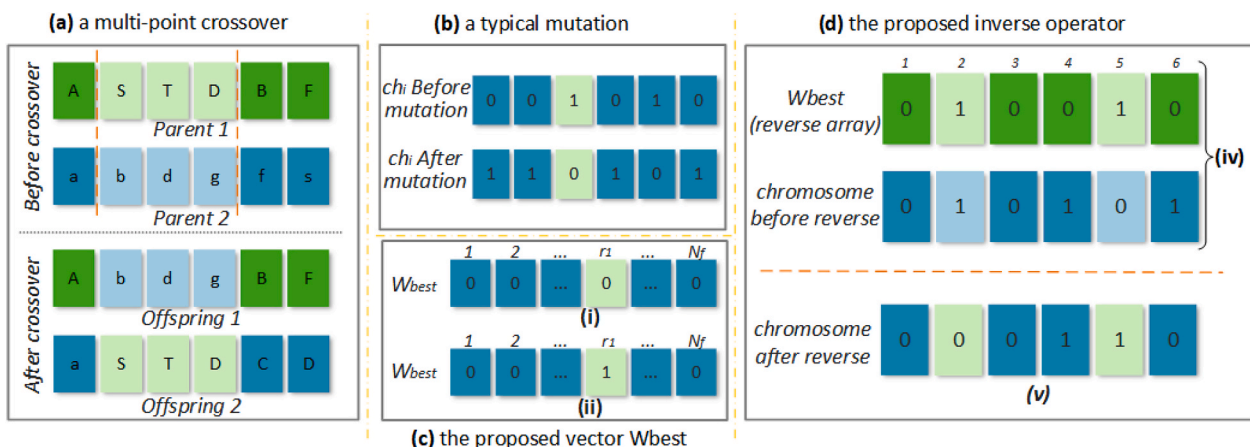 (a) a multi-point crossover
Before crossover
A S T D B F
Parent 1
a b d g f s
Parent 2
After crossover
A b d g B F
Offspring 1
a S T D C D
Offspring 2
(b) a typical mutation
chi Before
mutation
0 0 1 0 1 0
chi After
mutation
1 1 0 1 0 1
1 2 ... r1 ... Nf
Wbest
0 0 ... 0 ... 0
(i)
1 2 ... r1 ... Nf
Wbest
0 0 ... 1 ... 0
(ii)
(c) the proposed vector Wbest
(d) the proposed inverse operator
1 2 3 4 5 6
Wbest
(reverse array)
0 1 0 0 1 0
(iv)
chromosome
before reverse
0 1 0 1 0 1
chromosome
after reverse
0 0 0 1 1 0
(v)